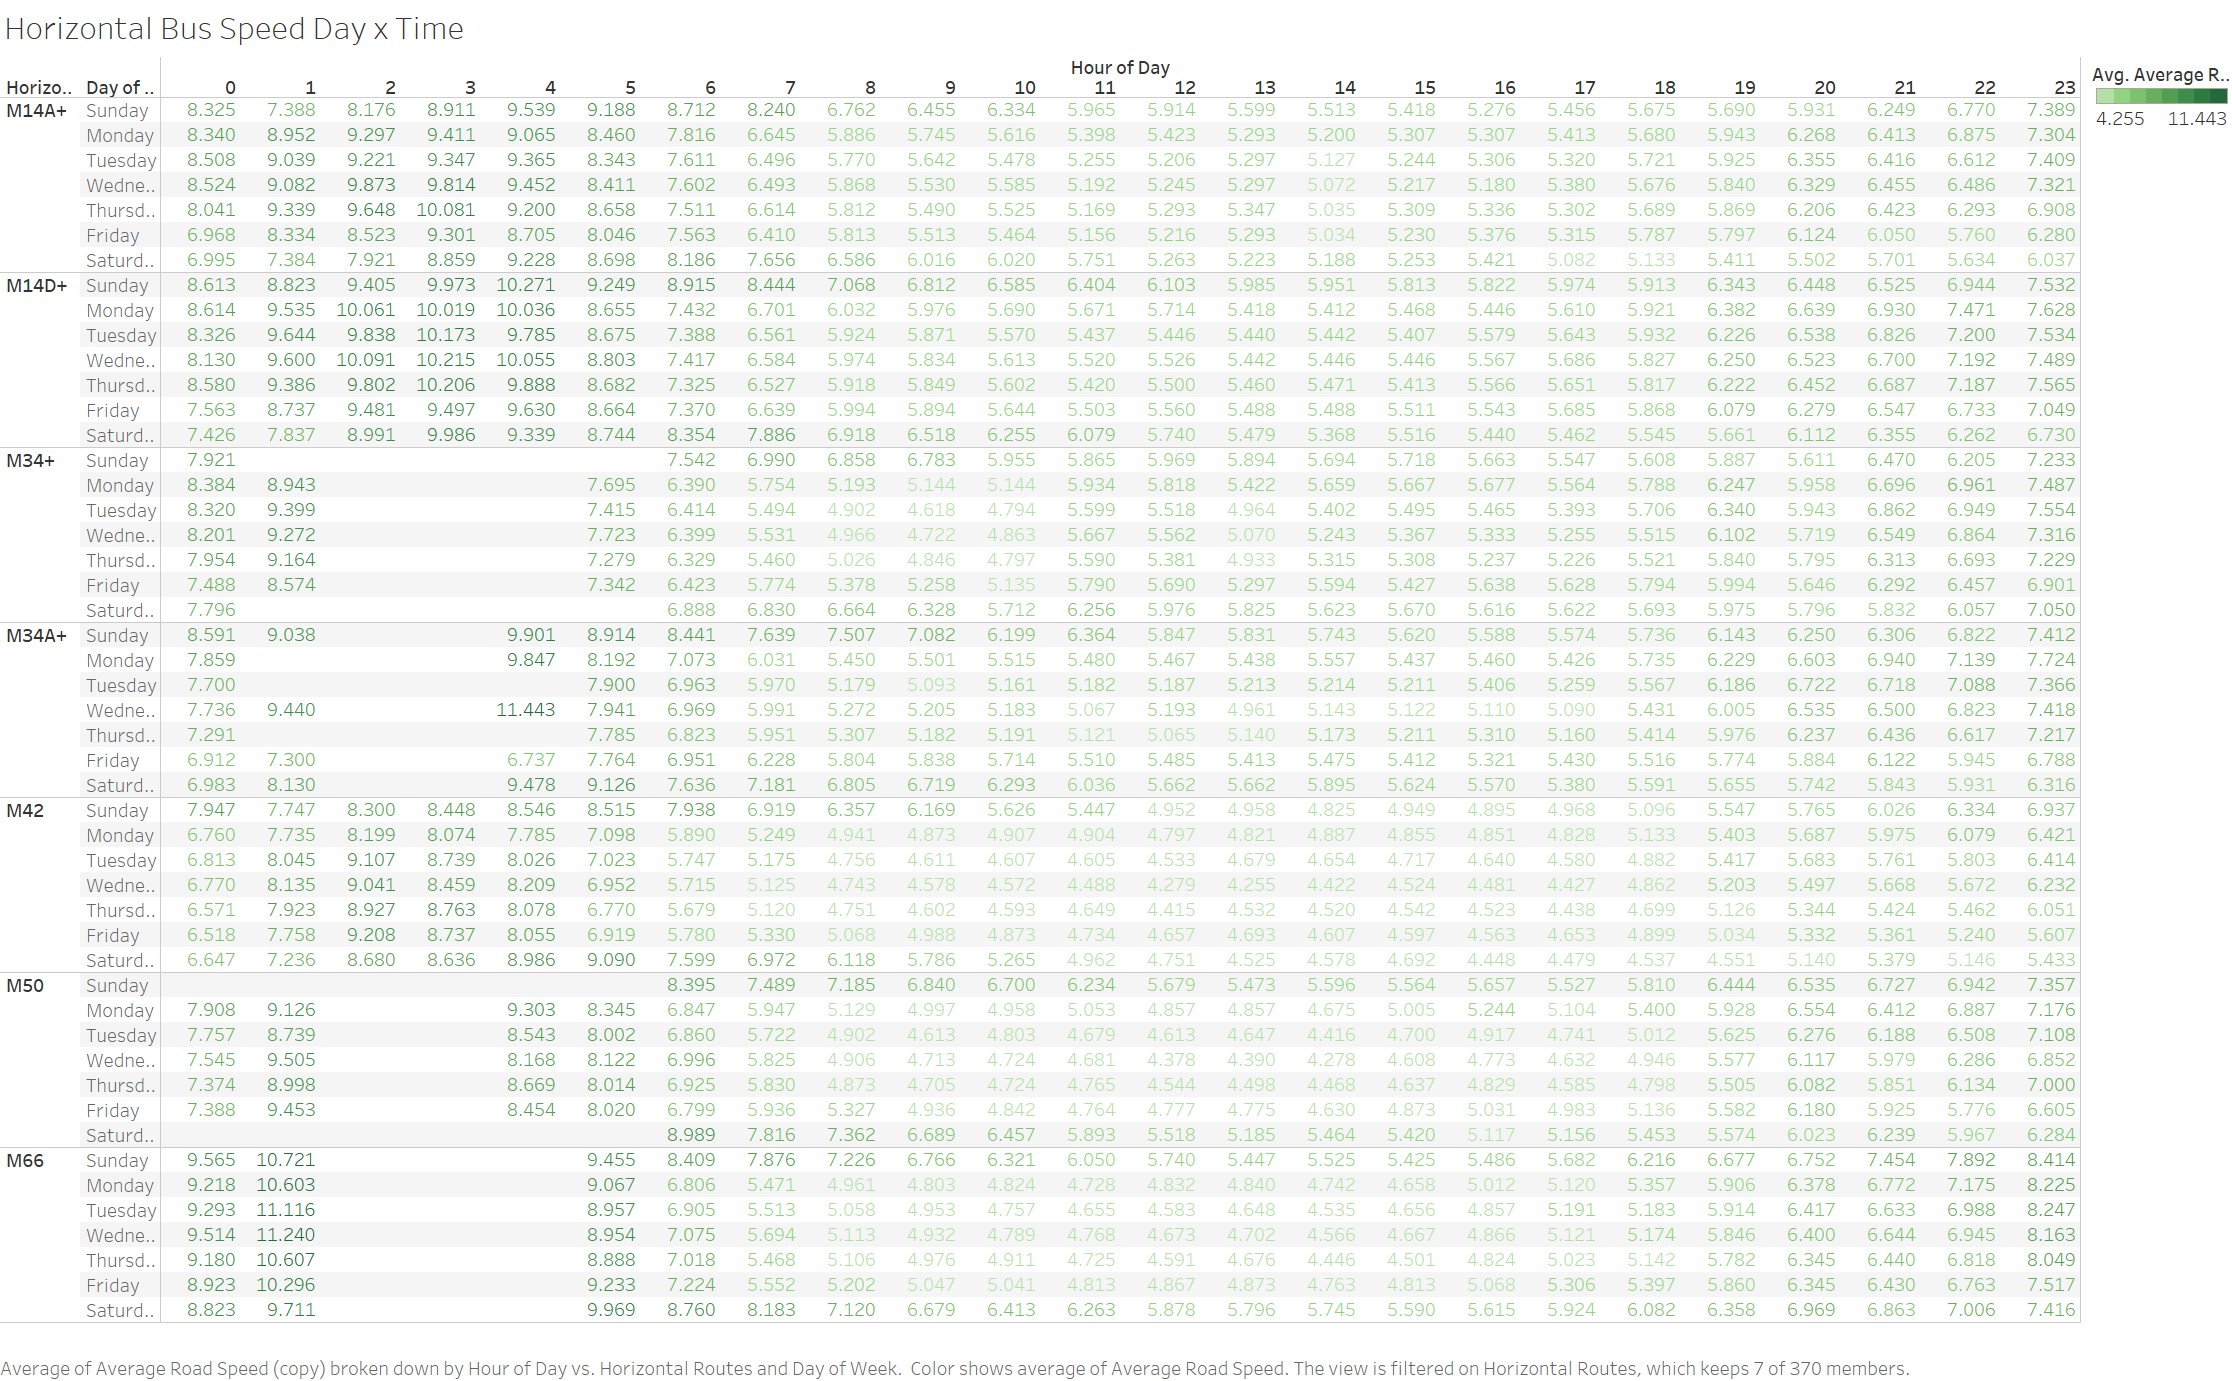 Horizontal Bus Speed Day x Time
Hour of Day
Horizo.. Day of .. 0 1 2 3 4 5 6 7 8 9 10 11 12 13 14 15 16 17 18 19 20 21 22 23
Avg. Average R..
4.255 11.443
M14A+ Sunday 8.325 7.388 8.176 8.911 9.539 9.188 8.712 8.240 6.762 6.455 6.334 5.965 5.914 5.599 5.513 5.418 5.276 5.456 5.675 5.690 5.931 6.249 6.770 7.389
Monday 8.340 8.952 9.297 9.411 9.065 8.460 7.816 6.645 5.886 5.745 5.616 5.398 5.423 5.293 5.200 5.307 5.307 5.413 5.680 5.943 6.268 6.413 6.875 7.304
Tuesday 8.508 9.039 9.221 9.347 9.365 8.343 7.611 6.496 5.770 5.642 5.478 5.255 5.206 5.297 5.127 5.244 5.306 5.320 5.721 5.925 6.355 6.416 6.612 7.409
Wedne.. 8.524 9.082 9.873 9.814 9.452 8.411 7.602 6.493 5.868 5.530 5.585 5.192 5.245 5.297 5.072 5.217 5.180 5.380 5.676 5.840 6.329 6.455 6.486 7.321
Thursd.. 8.041 9.339 9.648 10.081 9.200 8.658 7.511 6.614 5.812 5.490 5.525 5.169 5.293 5.347 5.035 5.309 5.336 5.302 5.689 5.869 6.206 6.423 6.293 6.908
Friday 6.968 8.334 8.523 9.301 8.705 8.046 7.563 6.410 5.813 5.513 5.464 5.156 5.216 5.293 5.034 5.230 5.376 5.315 5.787 5.797 6.124 6.050 5.760 6.280
Saturd.. 6.995 7.384 7.921 8.859 9.228 8.698 8.186 7.656 6.586 6.016 6.020 5.751 5.263 5.223 5.188 5.253 5.421 5.082 5.133 5.411 5.502 5.701 5.634 6.037
M14D+ Sunday 8.613 8.823 9.405 9.973 10.271 9.249 8.915 8.444 7.068 6.812 6.585 6.404 6.103 5.985 5.951 5.813 5.822 5.974 5.913 6.343 6.448 6.525 6.944 7.532
Monday 8.614 9.535 10.061 10.019 10.036 8.655 7.432 6.701 6.032 5.976 5.690 5.671 5.714 5.418 5.412 5.468 5.446 5.610 5.921 6.382 6.639 6.930 7.471 7.628
Tuesday 8.326 9.644 9.838 10.173 9.785 8.675 7.388 6.561 5.924 5.871 5.570 5.437 5.446 5.440 5.442 5.407 5.579 5.643 5.932 6.226 6.538 6.826 7.200 7.534
Wedne.. 8.130 9.600 10.091 10.215 10.055 8.803 7.417 6.584 5.974 5.834 5.613 5.520 5.526 5.442 5.446 5.446 5.567 5.686 5.827 6.250 6.523 6.700 7.192 7.489
Thursd.. 8.580 9.386 9.802 10.206 9.888 8.682 7.325 6.527 5.918 5.849 5.602 5.420 5.500 5.460 5.471 5.413 5.566 5.651 5.817 6.222 6.452 6.687 7.187 7.565
Friday 7.563 8.737 9.481 9.497 9.630 8.664 7.370 6.639 5.994 5.894 5.644 5.503 5.560 5.488 5.488 5.511 5.543 5.685 5.868 6.079 6.279 6.547 6.733 7.049
Saturd.. 7.426 7.837 8.991 9.986 9.339 8.744 8.354 7.886 6.918 6.518 6.255 6.079 5.740 5.479 5.368 5.516 5.440 5.462 5.545 5.661 6.112 6.355 6.262 6.730
M34+ Sunday 7.921 7.542 6.990 6.858 6.783 5.955 5.865 5.969 5.894 5.694 5.718 5.663 5.547 5.608 5.887 5.611 6.470 6.205 7.233
Monday 8.384 8.943 7.695 6.390 5.754 5.193 5.144 5.144 5.934 5.818 5.422 5.659 5.667 5.677 5.564 5.788 6.247 5.958 6.696 6.961 7.487
Tuesday 8.320 9.399 7.415 6.414 5.494 4.902 4.618 4.794 5.599 5.518 4.964 5.402 5.495 5.465 5.393 5.706 6.340 5.943 6.862 6.949 7.554
Wedne.. 8.201 9.272 7.723 6.399 5.531 4.966 4.722 4.863 5.667 5.562 5.070 5.243 5.367 5.333 5.255 5.515 6.102 5.719 6.549 6.864 7.316
Thursd.. 7.954 9.164 7.279 6.329 5.460 5.026 4.846 4.797 5.590 5.381 4.933 5.315 5.308 5.237 5.226 5.521 5.840 5.795 6.313 6.693 7.229
Friday 7.488 8.574 7.342 6.423 5.774 5.378 5.258 5.135 5.790 5.690 5.297 5.594 5.427 5.638 5.628 5.794 5.994 5.646 6.292 6.457 6.901
Saturd.. 7.796 6.888 6.830 6.664 6.328 5.712 6.256 5.976 5.825 5.623 5.670 5.616 5.622 5.693 5.975 5.796 5.832 6.057 7.050
M34A+ Sunday 8.591 9.038 9.901 8.914 8.441 7.639 7.507 7.082 6.199 6.364 5.847 5.831 5.743 5.620 5.588 5.574 5.736 6.143 6.250 6.306 6.822 7.412
Monday 7.859 9.847 8.192 7.073 6.031 5.450 5.501 5.515 5.480 5.467 5.438 5.557 5.437 5.460 5.426 5.735 6.229 6.603 6.940 7.139 7.724
Tuesday 7.700 7.900 6.963 5.970 5.179 5.093 5.161 5.182 5.187 5.213 5.214 5.211 5.406 5.259 5.567 6.186 6.722 6.718 7.088 7.366
Wedne.. 7.736 9.440 11.443 7.941 6.969 5.991 5.272 5.205 5.183 5.067 5.193 4.961 5.143 5.122 5.110 5.090 5.431 6.005 6.535 6.500 6.823 7.418
Thursd.. 7.291 7.785 6.823 5.951 5.307 5.182 5.191 5.121 5.065 5.140 5.173 5.211 5.310 5.160 5.414 5.976 6.237 6.436 6.617 7.217
Friday 6.912 7.300 6.737 7.764 6.951 6.228 5.804 5.838 5.714 5.510 5.485 5.413 5.475 5.412 5.321 5.430 5.516 5.774 5.884 6.122 5.945 6.788
Saturd.. 6.983 8.130 9.478 9.126 7.636 7.181 6.805 6.719 6.293 6.036 5.662 5.662 5.895 5.624 5.570 5.380 5.591 5.655 5.742 5.843 5.931 6.316
M42 Sunday 7.947 7.747 8.300 8.448 8.546 8.515 7.938 6.919 6.357 6.169 5.626 5.447 4.952 4.958 4.825 4.949 4.895 4.968 5.096 5.547 5.765 6.026 6.334 6.937
Monday 6.760 7.735 8.199 8.074 7.785 7.098 5.890 5.249 4.941 4.873 4.907 4.904 4.797 4.821 4.887 4.855 4.851 4.828 5.133 5.403 5.687 5.975 6.079 6.421
Tuesday 6.813 8.045 9.107 8.739 8.026 7.023 5.747 5.175 4.756 4.611 4.607 4.605 4.533 4.679 4.654 4.717 4.640 4.580 4.882 5.417 5.683 5.761 5.803 6.414
Wedne.. 6.770 8.135 9.041 8.459 8.209 6.952 5.715 5.125 4.743 4.578 4.572 4.488 4.279 4.255 4.422 4.524 4.481 4.427 4.862 5.203 5.497 5.668 5.672 6.232
Thursd.. 6.571 7.923 8.927 8.763 8.078 6.770 5.679 5.120 4.751 4.602 4.593 4.649 4.415 4.532 4.520 4.542 4.523 4.438 4.699 5.126 5.344 5.424 5.462 6.051
Friday 6.518 7.758 9.208 8.737 8.055 6.919 5.780 5.330 5.068 4.988 4.873 4.734 4.657 4.693 4.607 4.597 4.563 4.653 4.899 5.034 5.332 5.361 5.240 5.607
Saturd.. 6.647 7.236 8.680 8.636 8.986 9.090 7.599 6.972 6.118 5.786 5.265 4.962 4.751 4.525 4.578 4.692 4.448 4.479 4.537 4.551 5.140 5.379 5.146 5.433
M50 Sunday 8.395 7.489 7.185 6.840 6.700 6.234 5.679 5.473 5.596 5.564 5.657 5.527 5.810 6.444 6.535 6.727 6.942 7.357
Monday 7.908 9.126 9.303 8.345 6.847 5.947 5.129 4.997 4.958 5.053 4.857 4.857 4.675 5.005 5.244 5.104 5.400 5.928 6.554 6.412 6.887 7.176
Tuesday 7.757 8.739 8.543 8.002 6.860 5.722 4.902 4.613 4.803 4.679 4.613 4.647 4.416 4.700 4.917 4.741 5.012 5.625 6.276 6.188 6.508 7.108
Wedne.. 7.545 9.505 8.168 8.122 6.996 5.825 4.906 4.713 4.724 4.681 4.378 4.390 4.278 4.608 4.773 4.632 4.946 5.577 6.117 5.979 6.286 6.852
Thursd.. 7.374 8.998 8.669 8.014 6.925 5.830 4.873 4.705 4.724 4.765 4.544 4.498 4.468 4.637 4.829 4.585 4.798 5.505 6.082 5.851 6.134 7.000
Friday 7.388 9.453 8.454 8.020 6.799 5.936 5.327 4.936 4.842 4.764 4.777 4.775 4.630 4.873 5.031 4.983 5.136 5.582 6.180 5.925 5.776 6.605
Saturd.. 8.989 7.816 7.362 6.689 6.457 5.893 5.518 5.185 5.464 5.420 5.117 5.156 5.453 5.574 6.023 6.239 5.967 6.284
M66 Sunday 9.565 10.721 9.455 8.409 7.876 7.226 6.766 6.321 6.050 5.740 5.447 5.525 5.425 5.486 5.682 6.216 6.677 6.752 7.454 7.892 8.414
Monday 9.218 10.603 9.067 6.806 5.471 4.961 4.803 4.824 4.728 4.832 4.840 4.742 4.658 5.012 5.120 5.357 5.906 6.378 6.772 7.175 8.225
Tuesday 9.293 11.116 8.957 6.905 5.513 5.058 4.953 4.757 4.655 4.583 4.648 4.535 4.656 4.857 5.191 5.183 5.914 6.417 6.633 6.988 8.247
Wedne.. 9.514 11.240 8.954 7.075 5.694 5.113 4.932 4.789 4.768 4.673 4.702 4.566 4.667 4.866 5.121 5.174 5.846 6.400 6.644 6.945 8.163
Thursd.. 9.180 10.607 8.888 7.018 5.468 5.106 4.976 4.911 4.725 4.591 4.676 4.446 4.501 4.824 5.023 5.142 5.782 6.345 6.440 6.818 8.049
Friday 8.923 10.296 9.233 7.224 5.552 5.202 5.047 5.041 4.813 4.867 4.873 4.763 4.813 5.068 5.306 5.397 5.860 6.345 6.430 6.763 7.517
Saturd.. 8.823 9.711 9.969 8.760 8.183 7.120 6.679 6.413 6.263 5.878 5.796 5.745 5.590 5.615 5.924 6.082 6.358 6.969 6.863 7.006 7.416
Average of Average Road Speed (copy) broken down by Hour of Day vs. Horizontal Routes and Day of Week. Color shows average of Average Road Speed. The view is filtered on Horizontal Routes, which keeps 7 of 370 members.